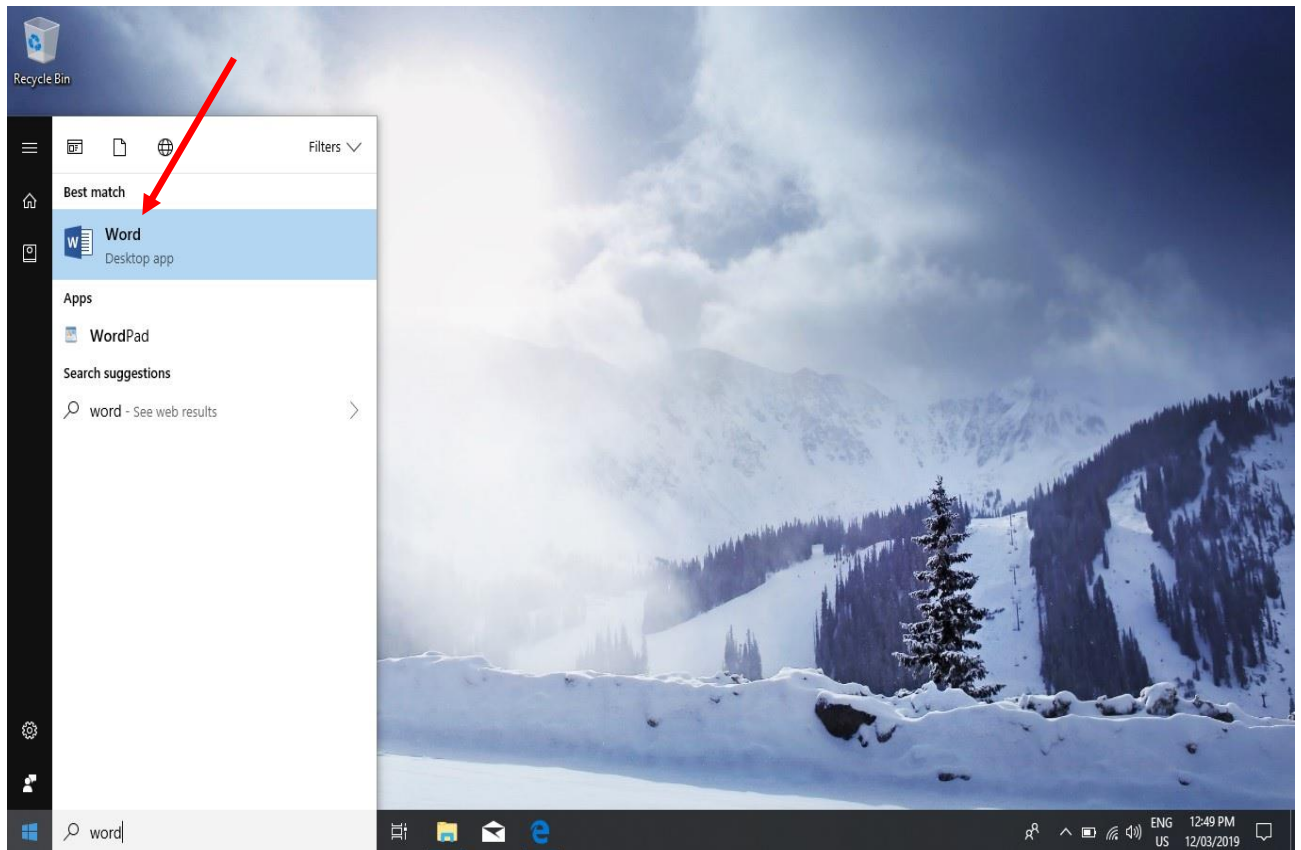 Recycle Bin
Filters
Best match
Word
Desktop app
Apps
WordPad
Search suggestions
word - See web results
word
ENG
US
12:49 PM
12/03/2019